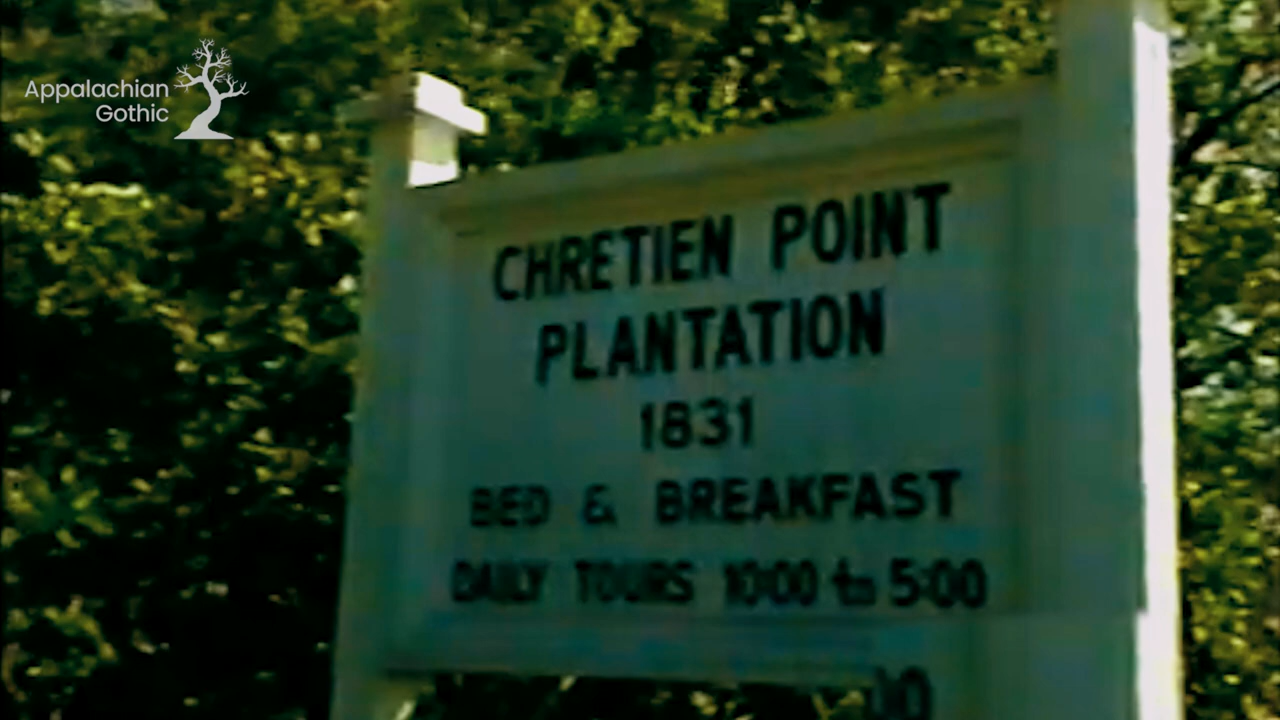 Appalachian
Gothic
CHRETIEN POINT
PLANTATION
1831
BED & BREAKFAST
DAILY TOURS 10:00 to 5:00